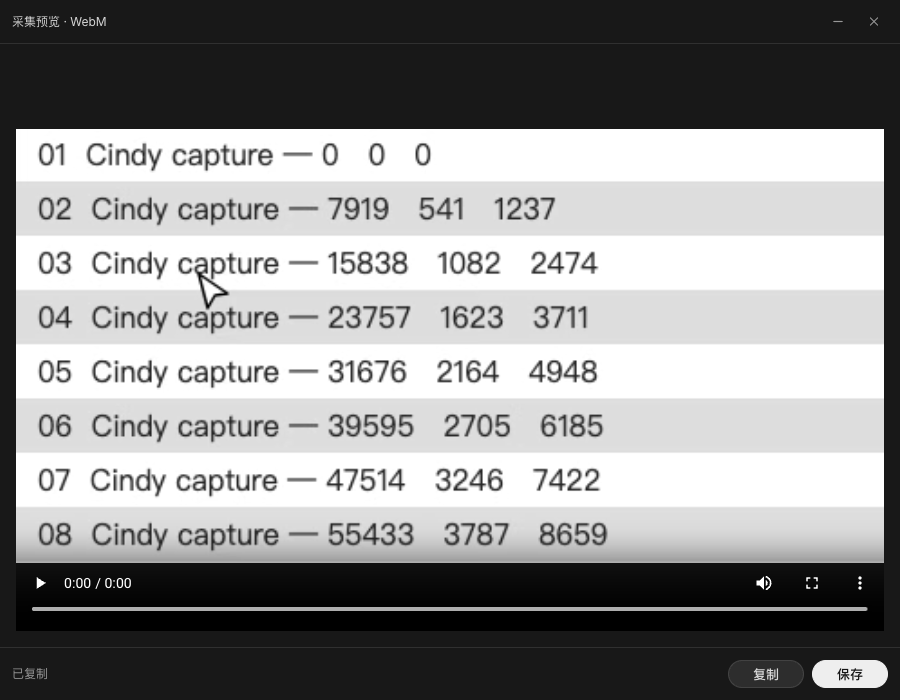 采集预览 · WebM
01 Cindy capture — 0 0 0
02 Cindy capture — 7919 541 1237
03 Cindy capture — 15838 1082 2474
04 Cindy capture — 23757 1623 3711
05 Cindy capture — 31676 2164 4948
06 Cindy capture — 39595 2705 6185
07 Cindy capture — 47514 3246 7422
08 Cindy capture — 55433 3787 8659
0:00 / 0:00
已复制 复制 保存